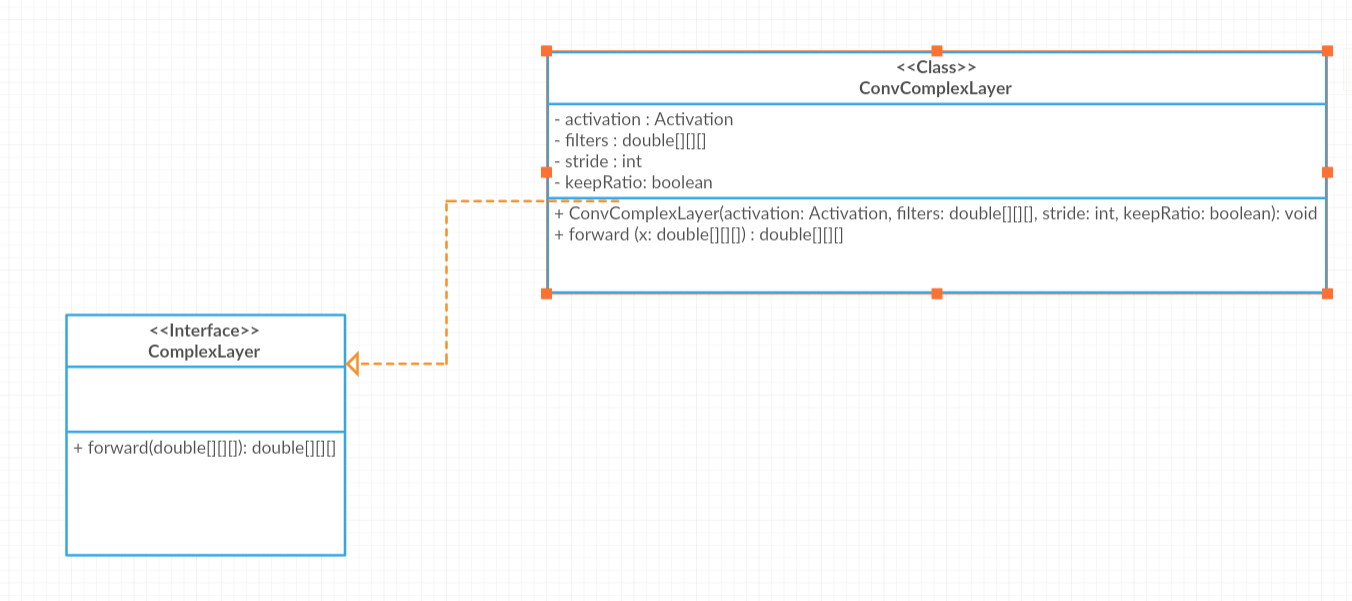 <<Class>>
ConvComplexLayer
- activation : Activation
- filters : double[][][]
- stride : int
- keepRatio: boolean
+ ConvComplexLayer(activation: Activation, filters: double[][][], stride: int, keepRatio: boolean): void
+ forward (x: double[][][]) : double[][][]
<<Interface>>
ComplexLayer
+ forward(double[][][]): double[][][]